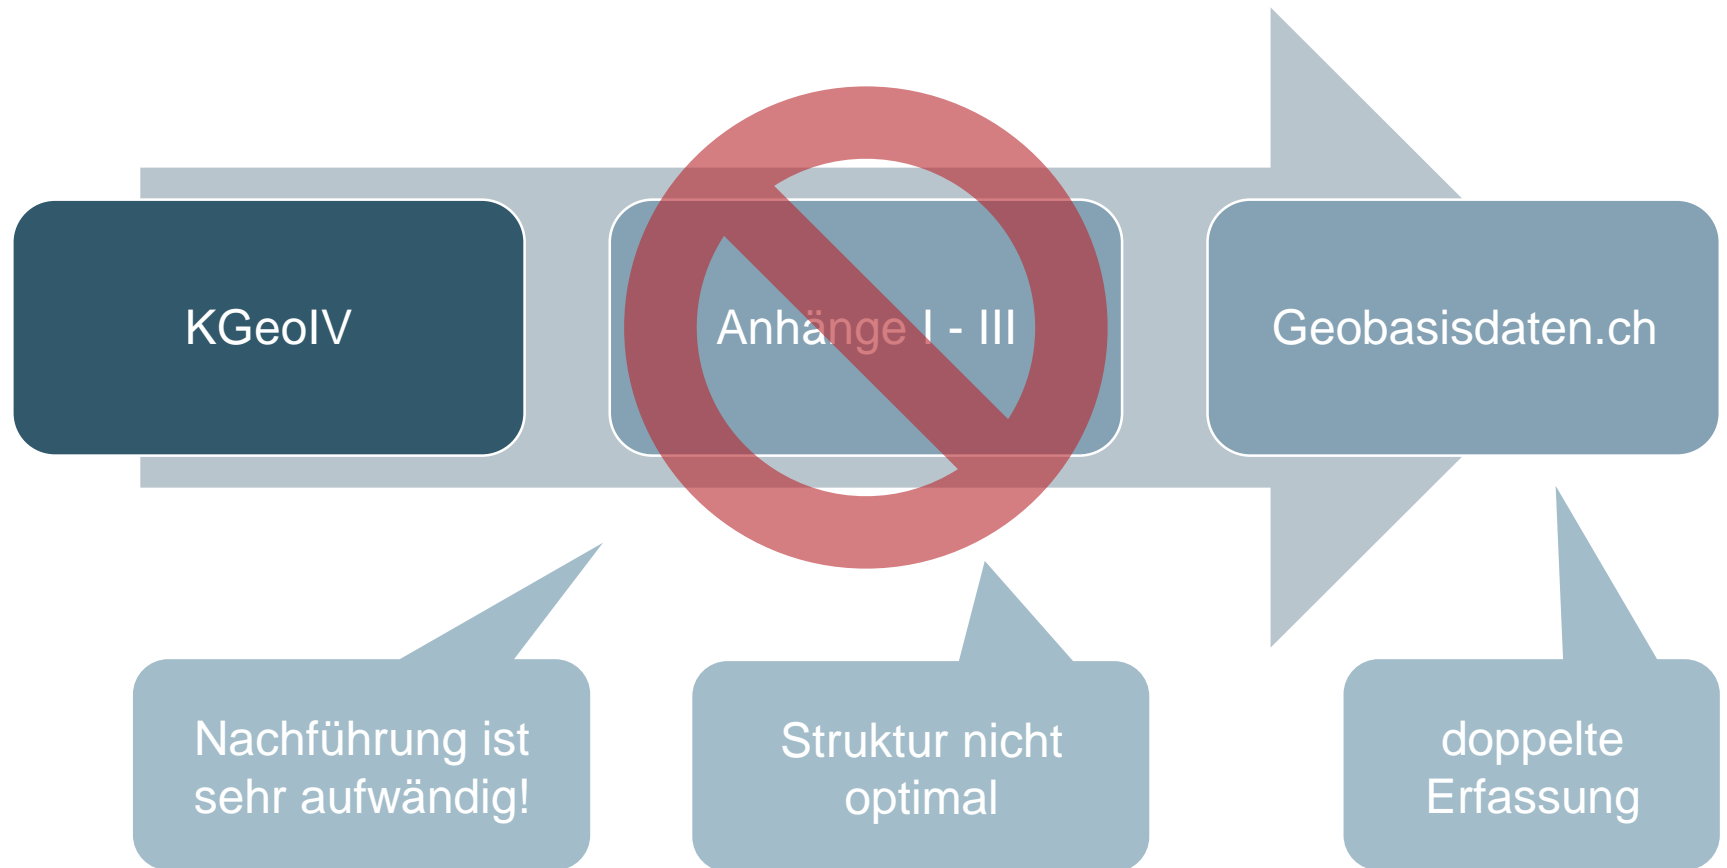 KGeoIV
Anhänge I - III
Geobasisdaten.ch
Nachführung ist
sehr aufwändig!
Struktur nicht
optimal
doppelte
Erfassung